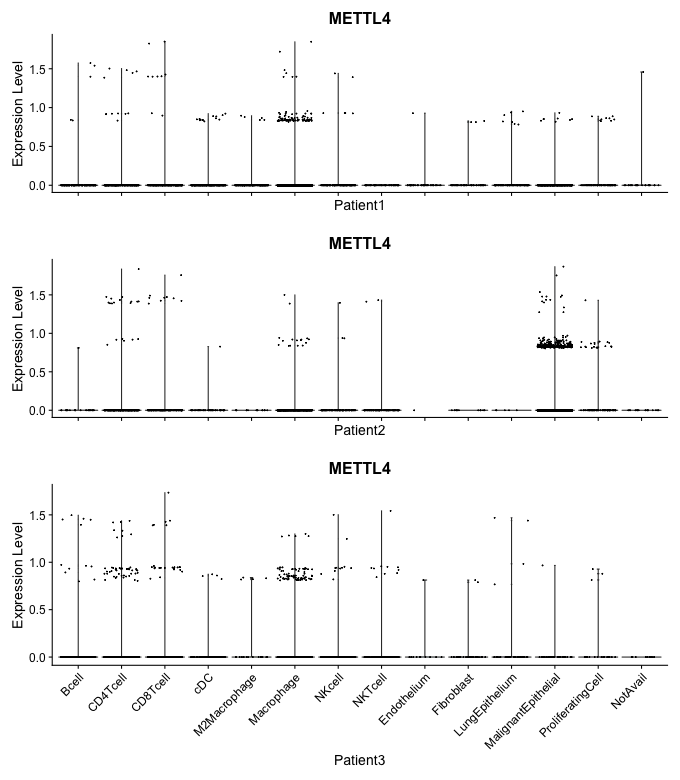 METTL4
Expression Level
1.5
1.0
0.5
0.0
Patient1
METTL4
Expression Level
1.5
1.0
0.5
0.0
Patient2
METTL4
Expression Level
1.5
1.0
0.5
0.0
Bcell
CD4Tcell
CD8Tcell
cDC
M2Macrophage
Macrophage
NKcell
NKTcell
Endothelium
Fibroblast
LungEpithelium
MalignantEpithelial
ProliferatingCell
NotAvail
Patient3